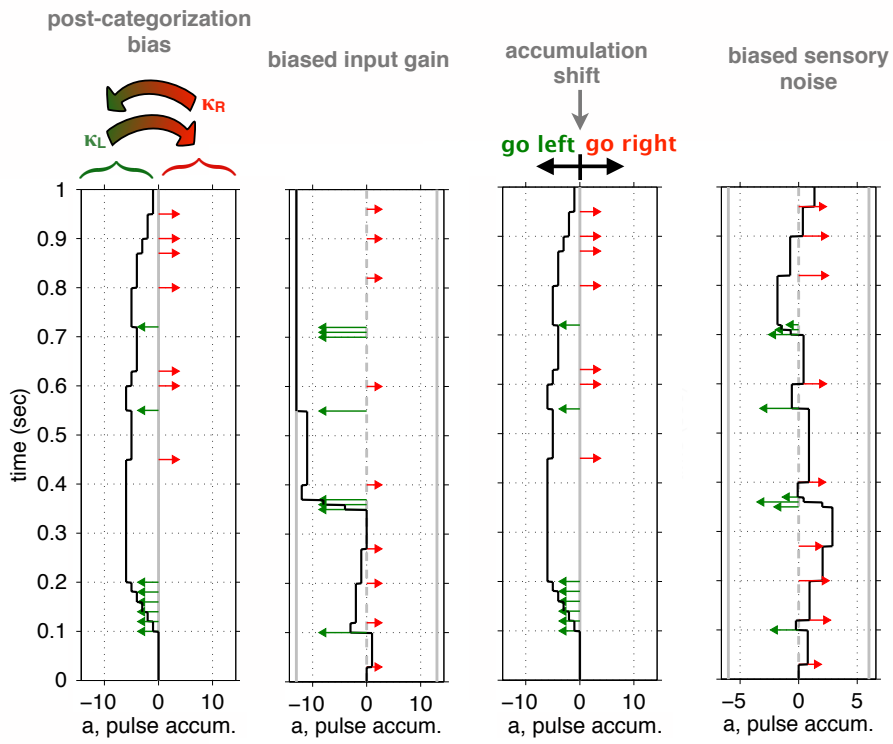 post-categorization
bias
biased input gain
accumulation
shift
biased sensory
noise
κR
κL
go left go right
time (sec)
1
0.9
0.8
0.7
0.6
0.5
0.4
0.3
0.2
0.1
0
−10 0 10
a, pulse accum.
−10 0 10
a, pulse accum.
−10 0 10
a, pulse accum.
−5 0 5
a, pulse accum.